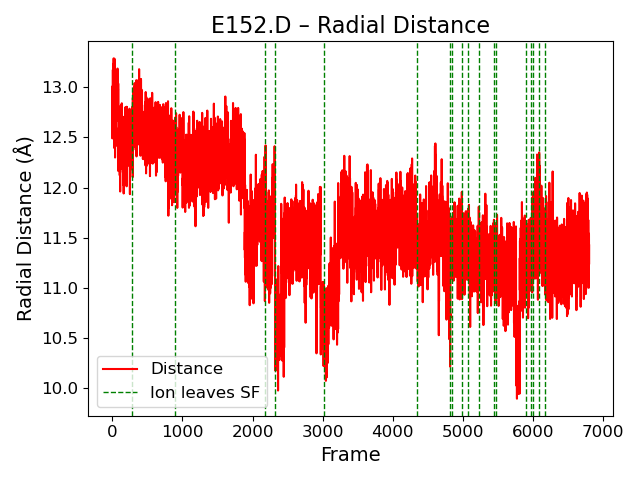 E152.D – Radial Distance
Radial Distance (Å)
13.0
12.5
12.0
11.5
11.0
10.5
10.0
Distance
Ion leaves SF
0 1000 2000 3000 4000 5000 6000 7000
Frame